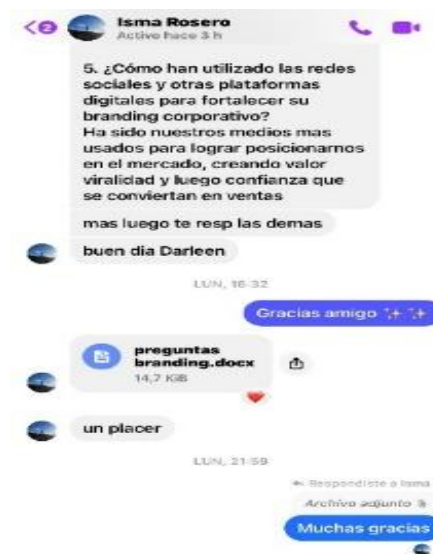 2
Isma Rosero
Activo hace 3 h
5. ¿Cómo han utilizado las redes
sociales y otras plataformas
digitales para fortalecer su
branding corporativo?
Ha sido nuestros medios mas
usados para lograr posicionarnos
en el mercado, creando valor
viralidad y luego confianza que
se conviertan en ventas
mas luego te resp las demas
buen dia Darleen
LUN, 16:32
Gracias amigo ✨✨
preguntas
branding.docx
14,7 KiB
un placer
LUN, 21:59
Respondiste a Isma
Archivo adjunto
Muchas gracias